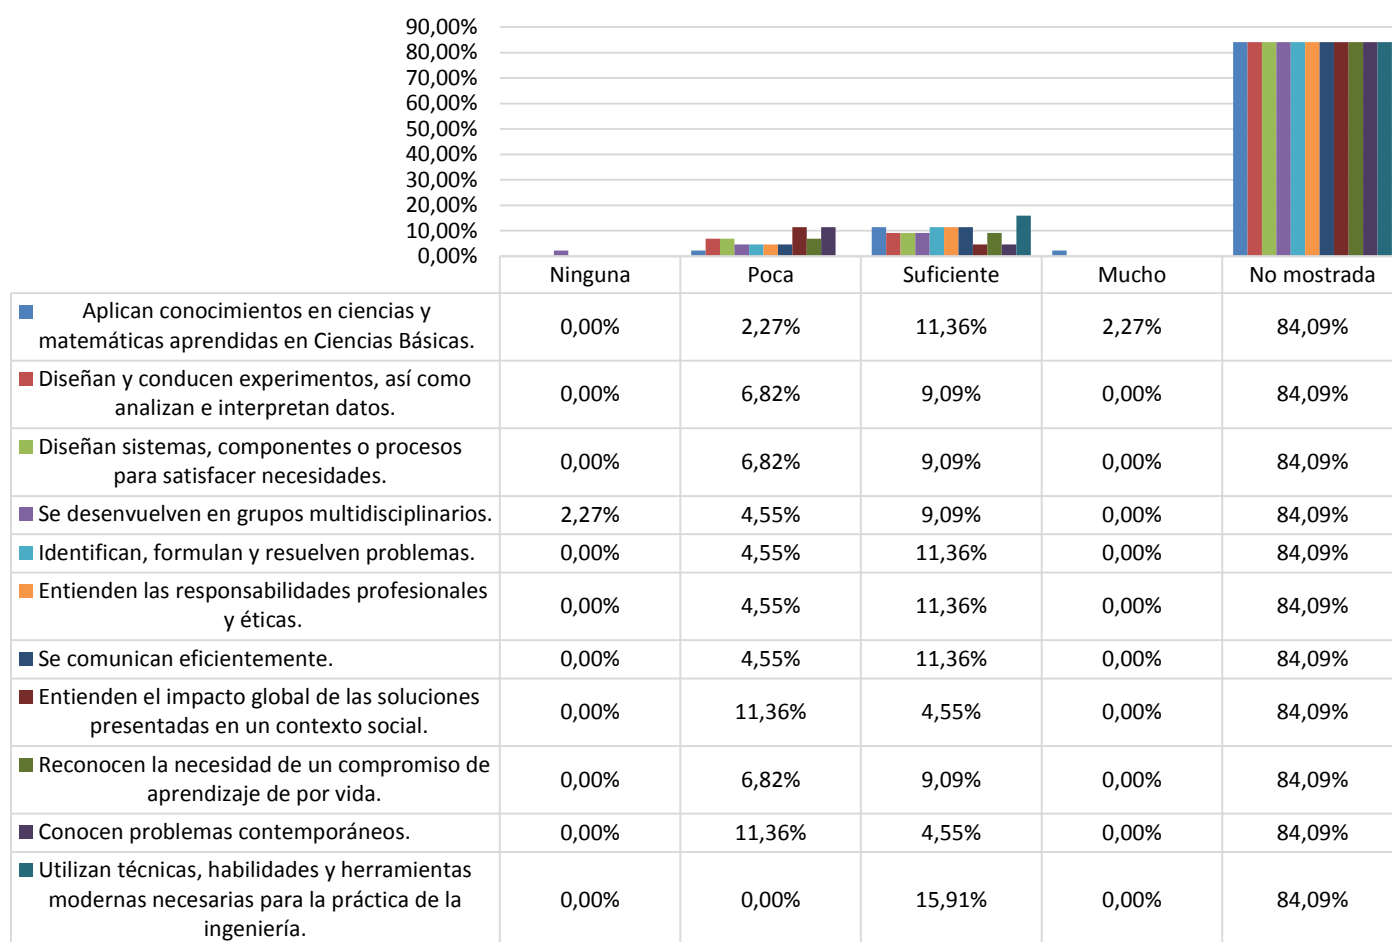 90,00%
80,00%
70,00%
60,00%
50,00%
40,00%
30,00%
20,00%
10,00%
0,00%
Ninguna Poca Suficiente Mucho No mostrada
Aplican conocimientos en ciencias y
matemáticas aprendidas en Ciencias Básicas.
0,00% 2,27% 11,36% 2,27% 84,09%
Diseñan y conducen experimentos, así como
analizan e interpretan datos.
0,00% 6,82% 9,09% 0,00% 84,09%
Diseñan sistemas, componentes o procesos
para satisfacer necesidades.
0,00% 6,82% 9,09% 0,00% 84,09%
Se desenvuelven en grupos multidisciplinarios. 2,27% 4,55% 9,09% 0,00% 84,09%
Identifican, formulan y resuelven problemas. 0,00% 4,55% 11,36% 0,00% 84,09%
Entienden las responsabilidades profesionales
y éticas.
0,00% 4,55% 11,36% 0,00% 84,09%
Se comunican eficientemente. 0,00% 4,55% 11,36% 0,00% 84,09%
Entienden el impacto global de las soluciones
presentadas en un contexto social.
0,00% 11,36% 4,55% 0,00% 84,09%
Reconocen la necesidad de un compromiso de
aprendizaje de por vida.
0,00% 6,82% 9,09% 0,00% 84,09%
Conocen problemas contemporáneos. 0,00% 11,36% 4,55% 0,00% 84,09%
Utilizan técnicas, habilidades y herramientas
modernas necesarias para la práctica de la
ingeniería.
0,00% 0,00% 15,91% 0,00% 84,09%